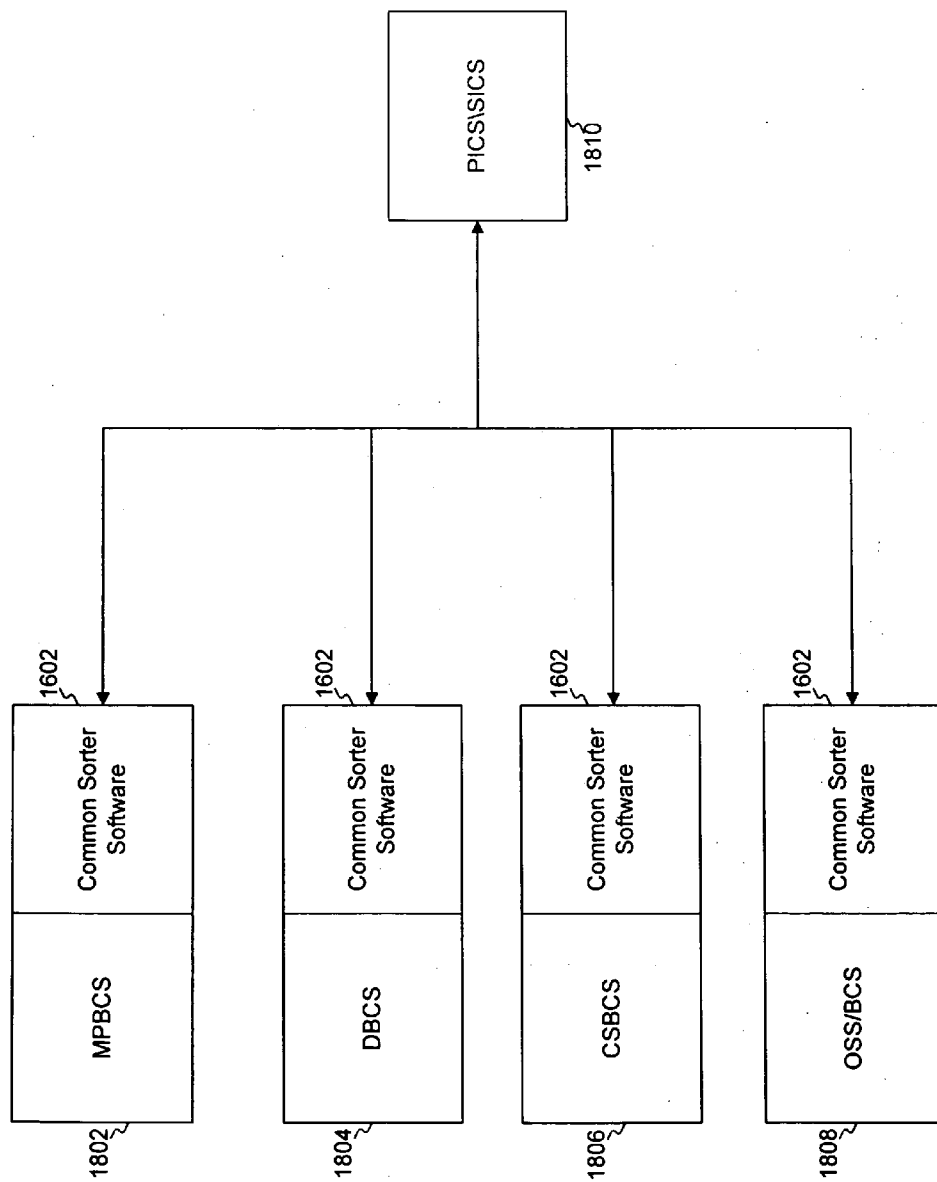 PICS\SICS
1810
1602
Common Sorter
Software
MPBCS
1802
1602
Common Sorter
Software
DBCS
1804
1602
Common Sorter
Software
CSBCS
1806
1602
Common Sorter
Software
OSS/BCS
1808